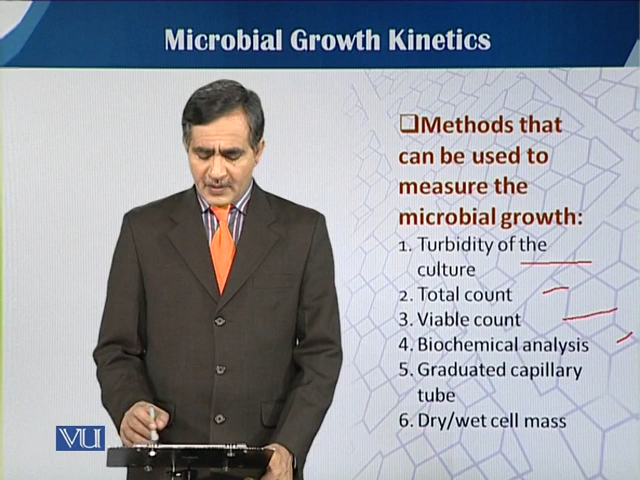 Microbial Growth Kinetics
❑Methods that
can be used to
measure the
microbial growth:
1. Turbidity of the
culture
2. Total count
3. Viable count
4. Biochemical analysis
5. Graduated capillary
tube
6. Dry/wet cell mass
VU